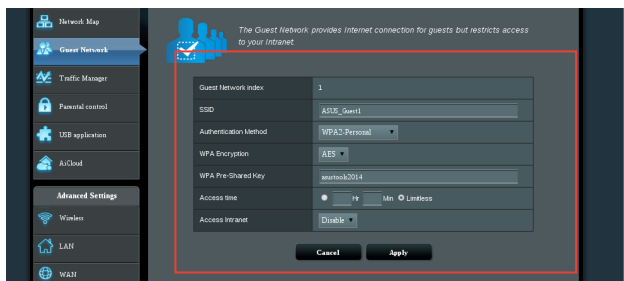 Network Map
Guest Network
Traffic Manager
Parental control
USB application
AiCloud
Advanced Settings
Wireless
LAN
WAN
The Guest Network provides Internet connection for guests but restricts access
to your Intranet.
Guest Network index 1
SSID ASUS_Guest1
Authentication Method WPA2-Personal
WPA Encryption AES
WPA Pre-Shared Key asustools2014
Access time Hr Min Limitless
Access Intranet Disable
Cancel Apply